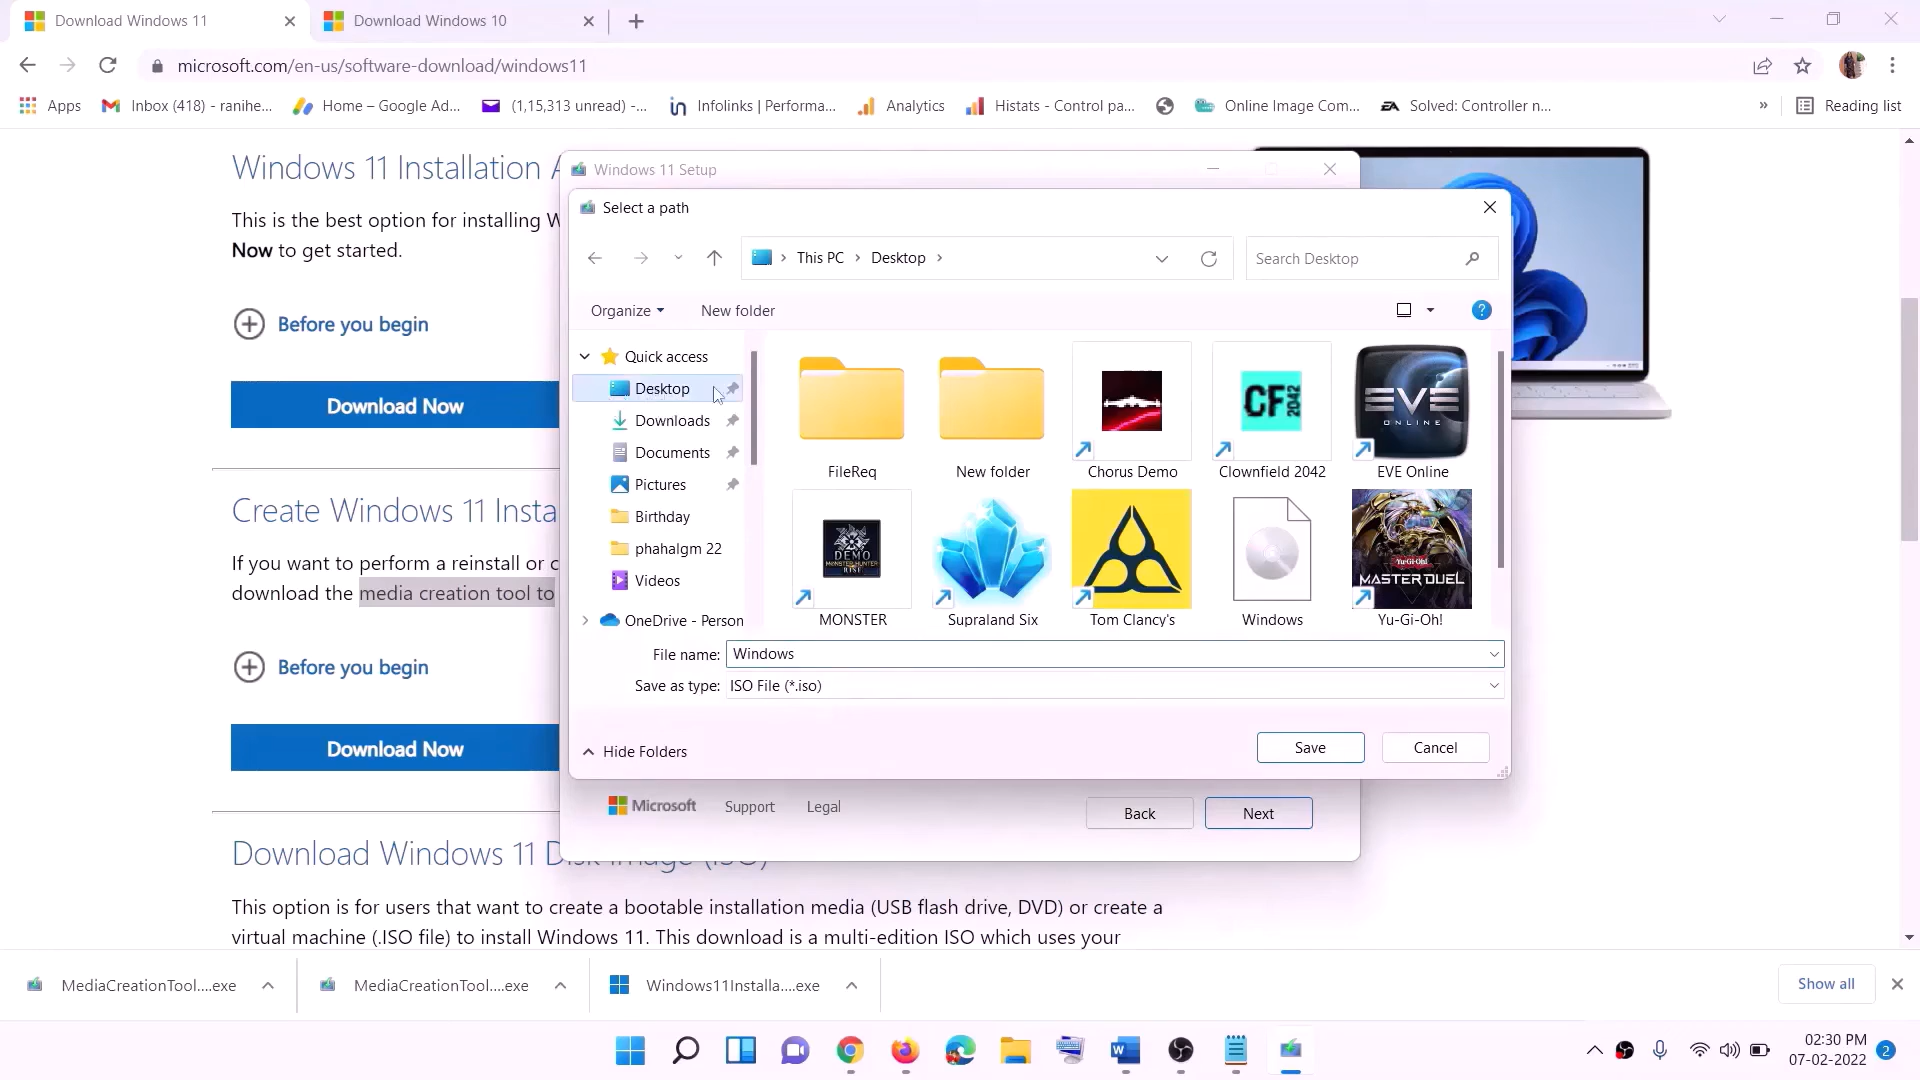 Download Windows 11
Download Windows 10
microsoft.com/en-us/software-download/windows11
Apps
Inbox (418) - ranihe...
Home – Google Ad...
(1,15,313 unread) -...
Infolinks | Performa...
Analytics
Histats - Control pa...
Online Image Com...
Solved: Controller n...
»
Reading list
Windows 11 Installation A
This is the best option for installing W
Now to get started.
Before you begin
Download Now
Create Windows 11 Insta
If you want to perform a reinstall or c
download the media creation tool to
Before you begin
Download Now
Download Windows 11 Disk Image (ISO)
This option is for users that want to create a bootable installation media (USB flash drive, DVD) or create a
virtual machine (.ISO file) to install Windows 11. This download is a multi-edition ISO which uses your
Windows 11 Setup
Select a path
This PC
Desktop
Search Desktop
Organize
New folder
Quick access
Desktop
Downloads
Documents
Pictures
Birthday
phahalgm 22
Videos
OneDrive - Person
FileReq
New folder
Chorus Demo
CF 2042
Clownfield 2042
EVE
ONLINE
EVE Online
DEMO
MONSTER HUNTER
RISE
MONSTER
Supraland Six
Tom Clancy's
Windows
Yu-Gi-Oh!
MASTER DUEL
Yu-Gi-Oh!
File name: Windows
Save as type: ISO File (*.iso)
Hide Folders
Save
Cancel
Microsoft
Support
Legal
Back
Next
MediaCreationTool....exe
MediaCreationTool....exe
Windows11Installa....exe
Show all
02:30 PM
07-02-2022
2